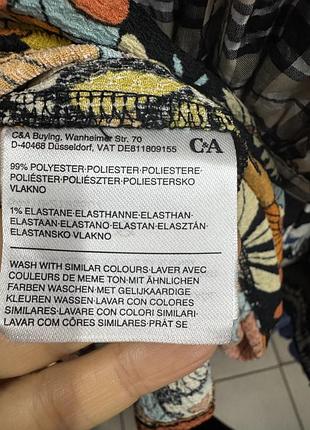 C&A Buying, Wanheimer Str. 70
D-40468 Düsseldorf, VAT DE811809155
C&A
99% POLYESTER·POLIESTER·POLIESTERE·
POLIÉSTER·POLIÉSZTER·POLIESTERSKO
VLAKNO
1% ELASTANE·ELASTHANNE·ELASTHAN·
ELASTAAN·ELASTANO·ELASTAN·ELASZTÁN·
ELASTANSKO VLAKNO
WASH WITH SIMILAR COLOURS·LAVER AVEC
COULEURS DE MEME TON·MIT ÄHNLICHEN
FARBEN WASCHEN·MET GELIJKAARDIGE
KLEUREN WASSEN·LAVAR CON COLORES
SIMILARES·LAVARE CON COLORI SIMILARI·
LAVAR COM CÔRES SIMILARES·PRÁT SE